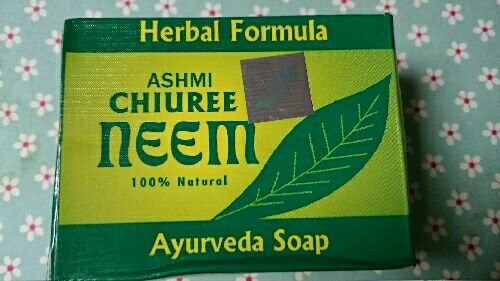 Herbal Formula
ASHMI
CHIUREE
NEEM
100% Natural
Ayurveda Soap